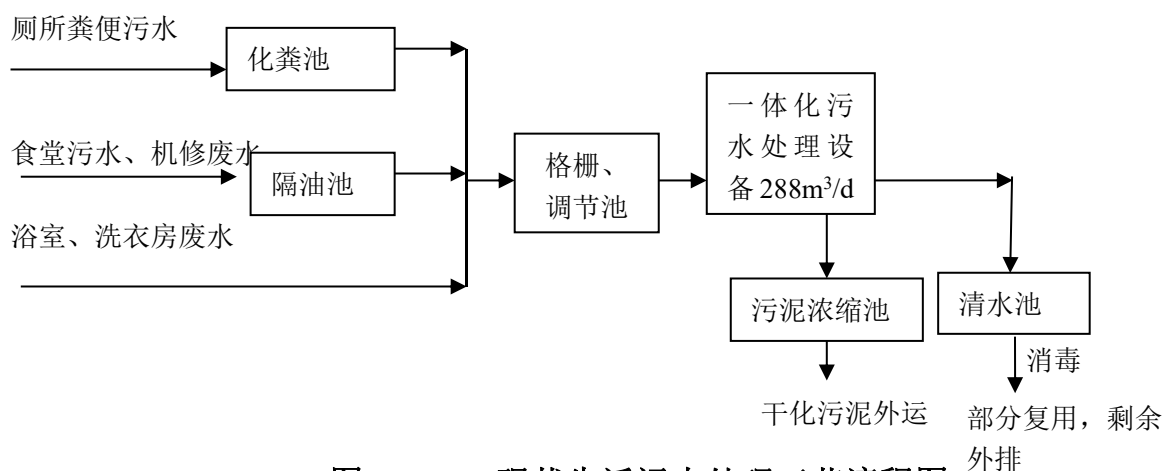 厕所粪便污水
化粪池
食堂污水、机修废水
隔油池
浴室、洗衣房废水
格栅、
调节池
一体化污
水处理设
备288m³/d
污泥浓缩池
清水池
消毒
干化污泥外运
部分复用，剩余
外排